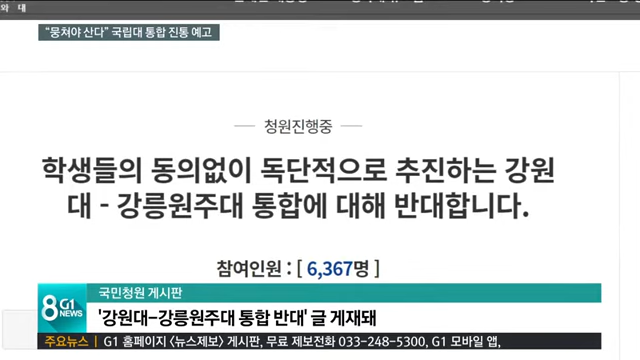 와 대
“뭉쳐야 산다” 국립대 통합 진통 예고
청원진행중
학생들의 동의없이 독단적으로 추진하는 강원
대 - 강릉원주대 통합에 대해 반대합니다.
참여인원 : [ 6,367명 ]
8 G1 NEWS
국민청원 게시판
'강원대-강릉원주대 통합 반대' 글 게재돼
주요뉴스 | G1 홈페이지 〈뉴스제보〉 게시판, 무료 제보전화 033-248-5300, G1 모바일 앱,